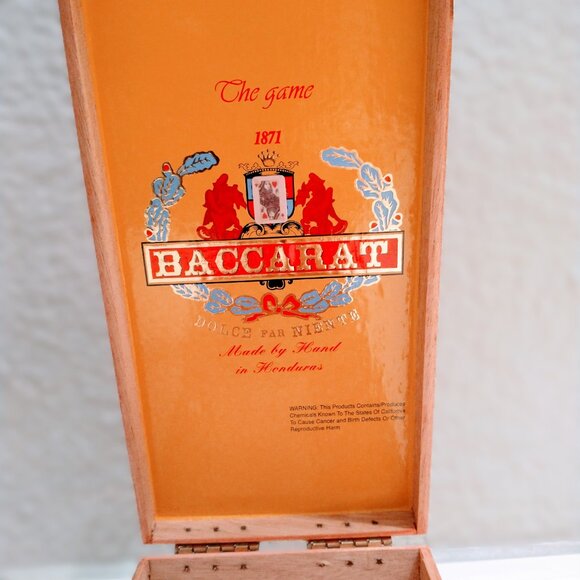 The game
1871
BACCARAT
DOLCE FAR NIENTE
Made by Hand
in Honduras
WARNING: This Products Contains/Produces
Chemicals Known To The States Of California
To Cause Cancer and Birth Defects Or Other
Reproductive Harm